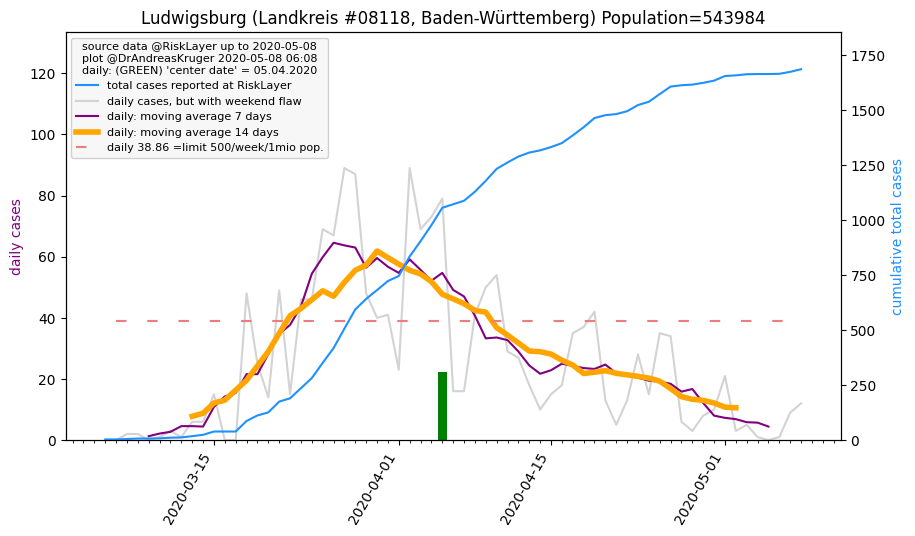 Ludwigsburg (Landkreis #08118, Baden-Württemberg) Population=543984
source data @RiskLayer up to 2020-05-08
plot @DrAndreasKruger 2020-05-08 06:08
daily: (GREEN) 'center date' = 05.04.2020
total cases reported at RiskLayer
daily cases, but with weekend flaw
daily: moving average 7 days
daily: moving average 14 days
daily 38.86 =limit 500/week/1mio pop.
daily cases
120
100
80
60
40
20
0
1750
1500
1250
1000
750
500
250
0
cumulative total cases
2020-03-15
2020-04-01
2020-04-15
2020-05-01